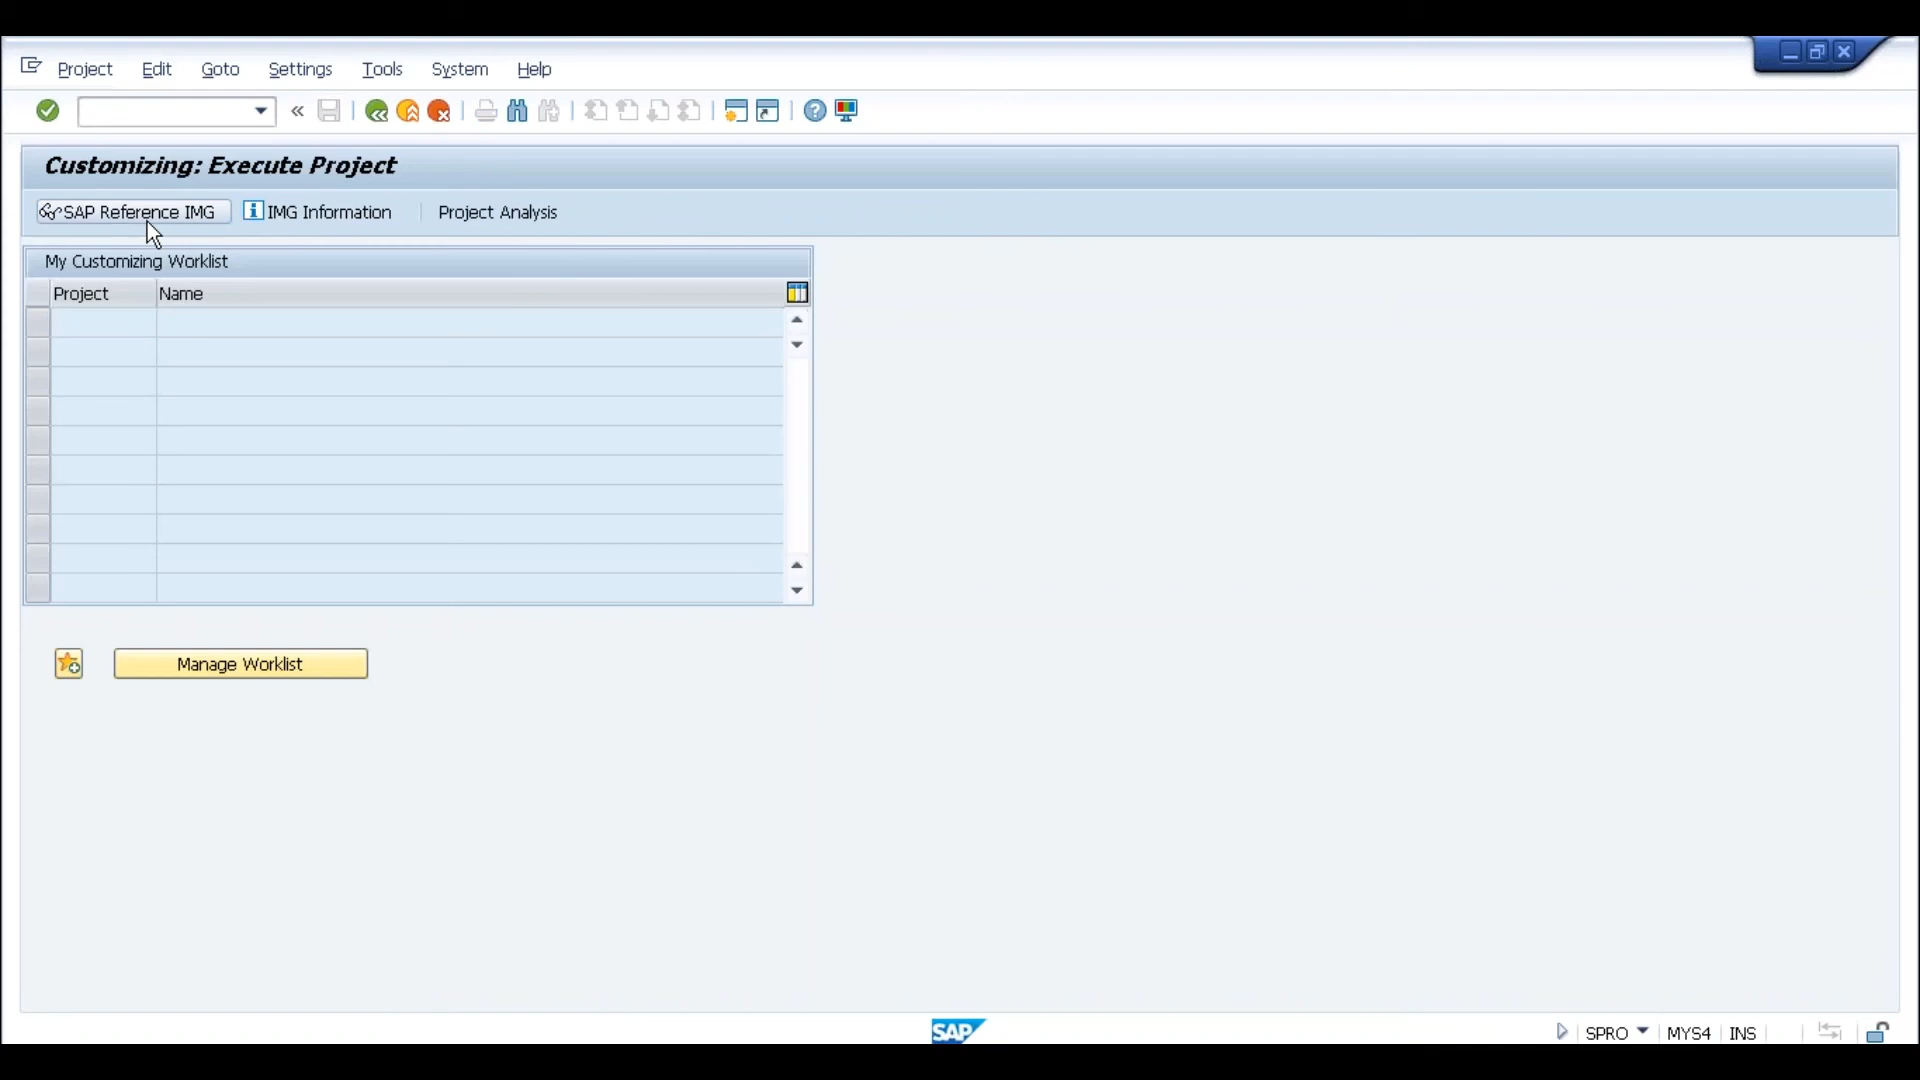 Project Edit Goto Settings Tools System Help
Customizing: Execute Project
SAP Reference IMG IMG Information Project Analysis
My Customizing Worklist
Project Name
Manage Worklist
SAP SPRO MYS4 INS